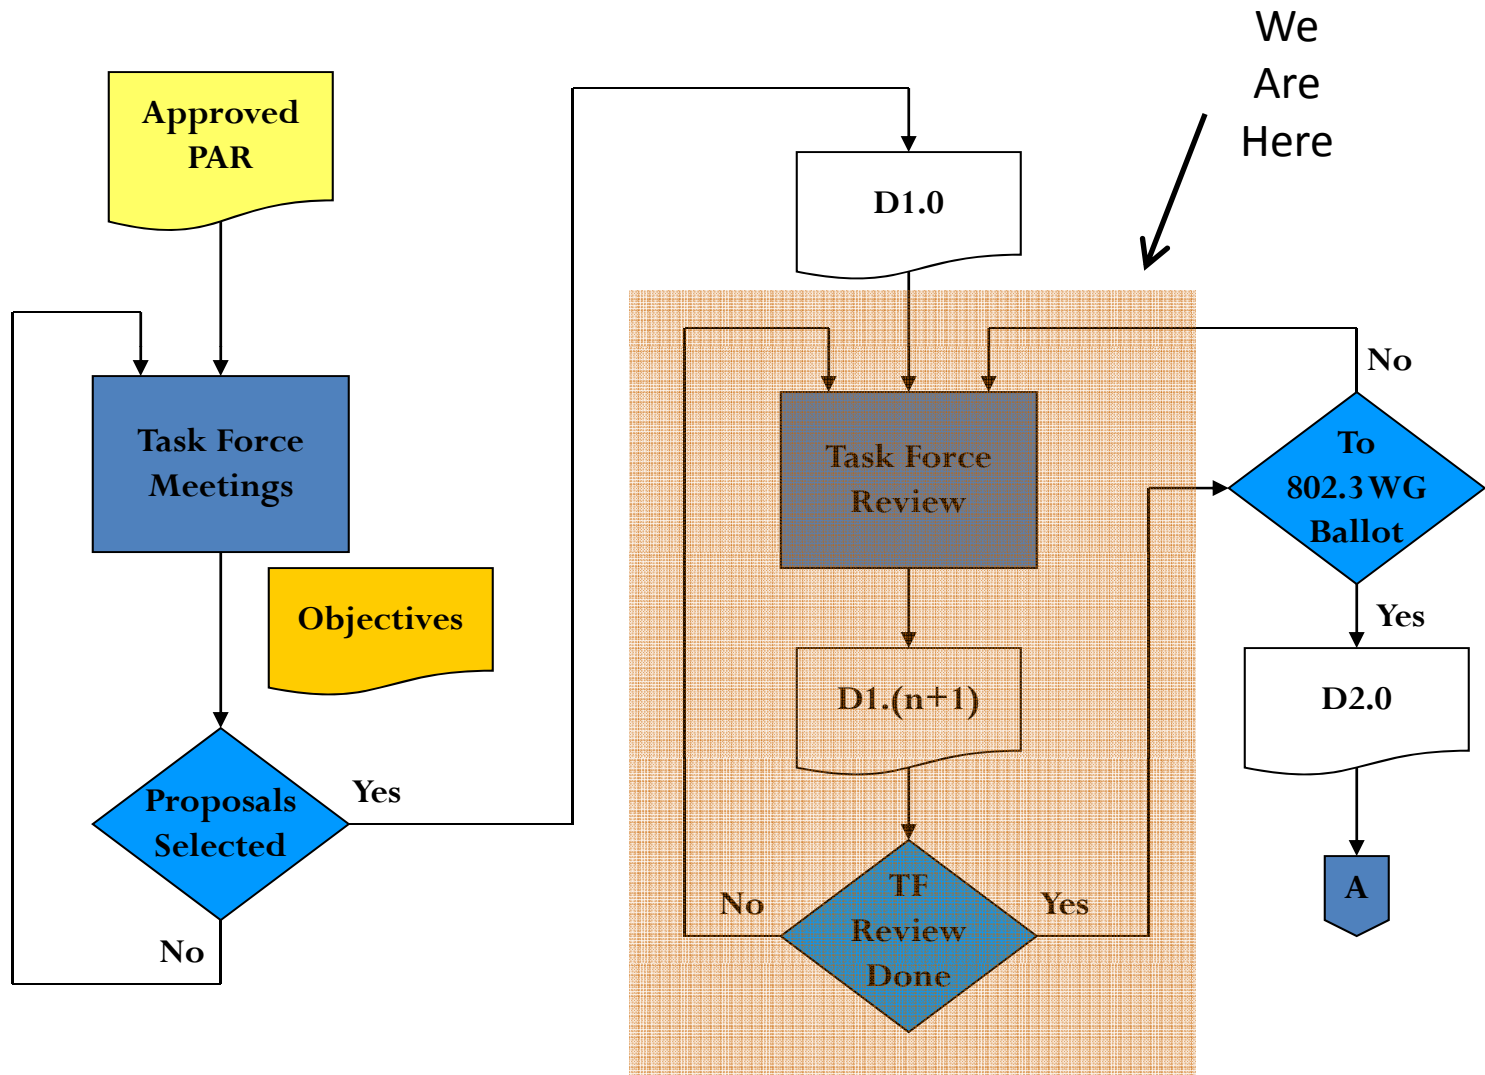 We
Are
Here
Approved
PAR
D1.0
Task Force
Meetings
Objectives
Proposals
Selected
Yes
No
Task Force
Review
D1.(n+1)
TF
Review
Done
No
Yes
To
802.3 WG
Ballot
No
Yes
D2.0
A